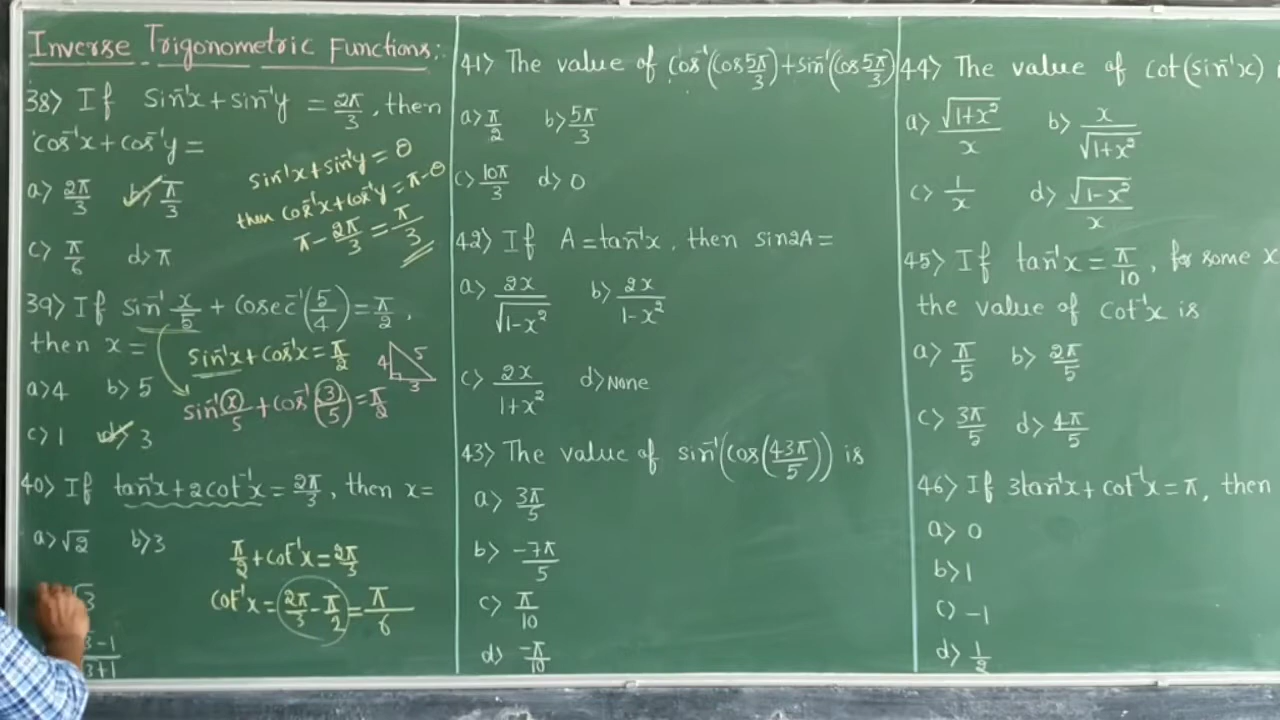 Inverse Trigonometric Functions:
38> If sin⁻¹x + sin⁻¹y = 2π/3, then
cos⁻¹x + cos⁻¹y =
a> 2π/3 b> π/3
c> π/6 d> π
sin⁻¹x + sin⁻¹y = θ
then cos⁻¹x + cos⁻¹y = π - θ
π - 2π/3 = π/3
39> If sin⁻¹ x/5 + cosec⁻¹(5/4) = π/2,
then x =
a> 4 b> 5
c> 1 d> 3
sin⁻¹x + cos⁻¹x = π/2
sin⁻¹ x/5 + cos⁻¹(3/5) = π/2
4 5
3
40> If tan⁻¹x + 2cot⁻¹x = 2π/3, then x =
a> √2 b> 3
π/2 + cot⁻¹x = 2π/3
cot⁻¹x = 2π/3 - π/2 = π/6
41> The value of cos⁻¹(cos 5π/3) + sin⁻¹(cos 5π/3)
a> π/2 b> 5π/3
c> 10π/3 d> 0
42> If A = tan⁻¹x, then sin2A =
a> 2x/√1-x² b> 2x/1-x²
c> 2x/1+x² d> None
43> The value of sin⁻¹(cos(43π/5)) is
a> 3π/5
b> -7π/5
c> π/10
d> -π/10
44> The value of cot(sin⁻¹x)
a> √1+x²/x b> x/√1+x²
c> 1/x d> √1-x²/x
45> If tan⁻¹x = π/10, for some x
the value of cot⁻¹x is
a> π/5 b> 2π/5
c> 3π/5 d> 4π/5
46> If 3tan⁻¹x + cot⁻¹x = π, then
a> 0
b> 1
c> -1
d> 1/2